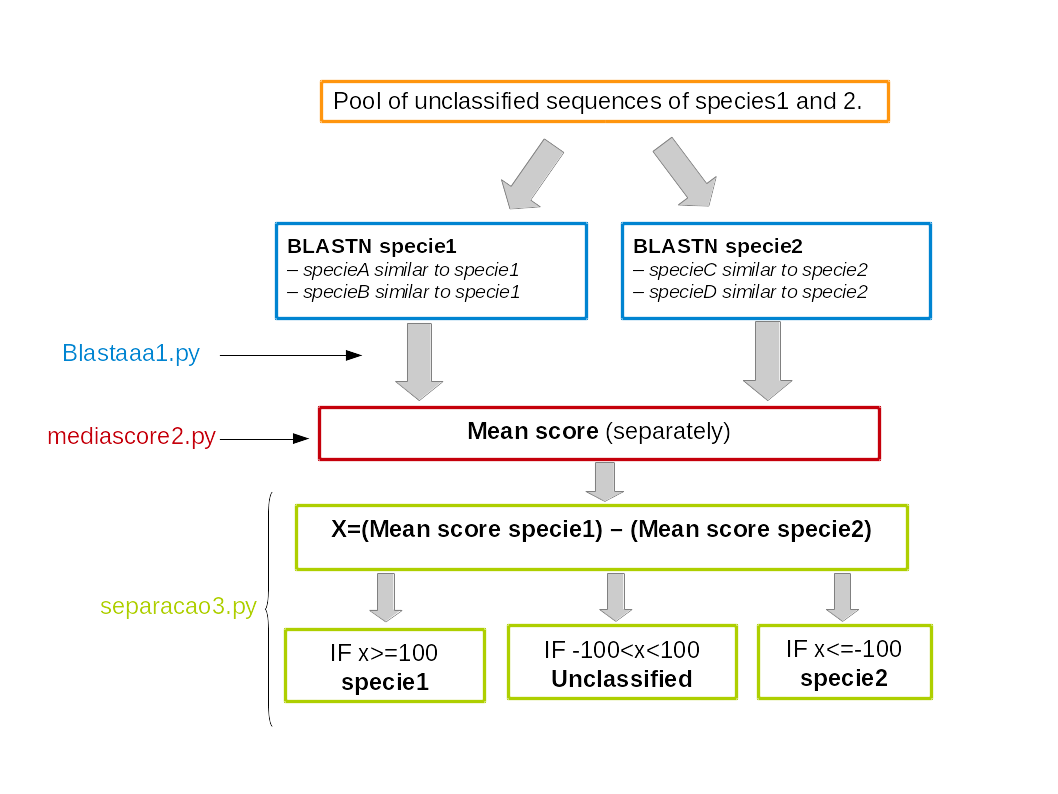 Pool of unclassified sequences of species1 and 2.
BLASTN specie1
– specieA similar to specie1
– specieB similar to specie1
BLASTN specie2
– specieC similar to specie2
– specieD similar to specie2
Blastaaa1.py
mediascore2.py
Mean score (separately)
X=(Mean score specie1) – (Mean score specie2)
separacao3.py
IF x>=100
specie1
IF -100<x<100
Unclassified
IF x<=-100
specie2